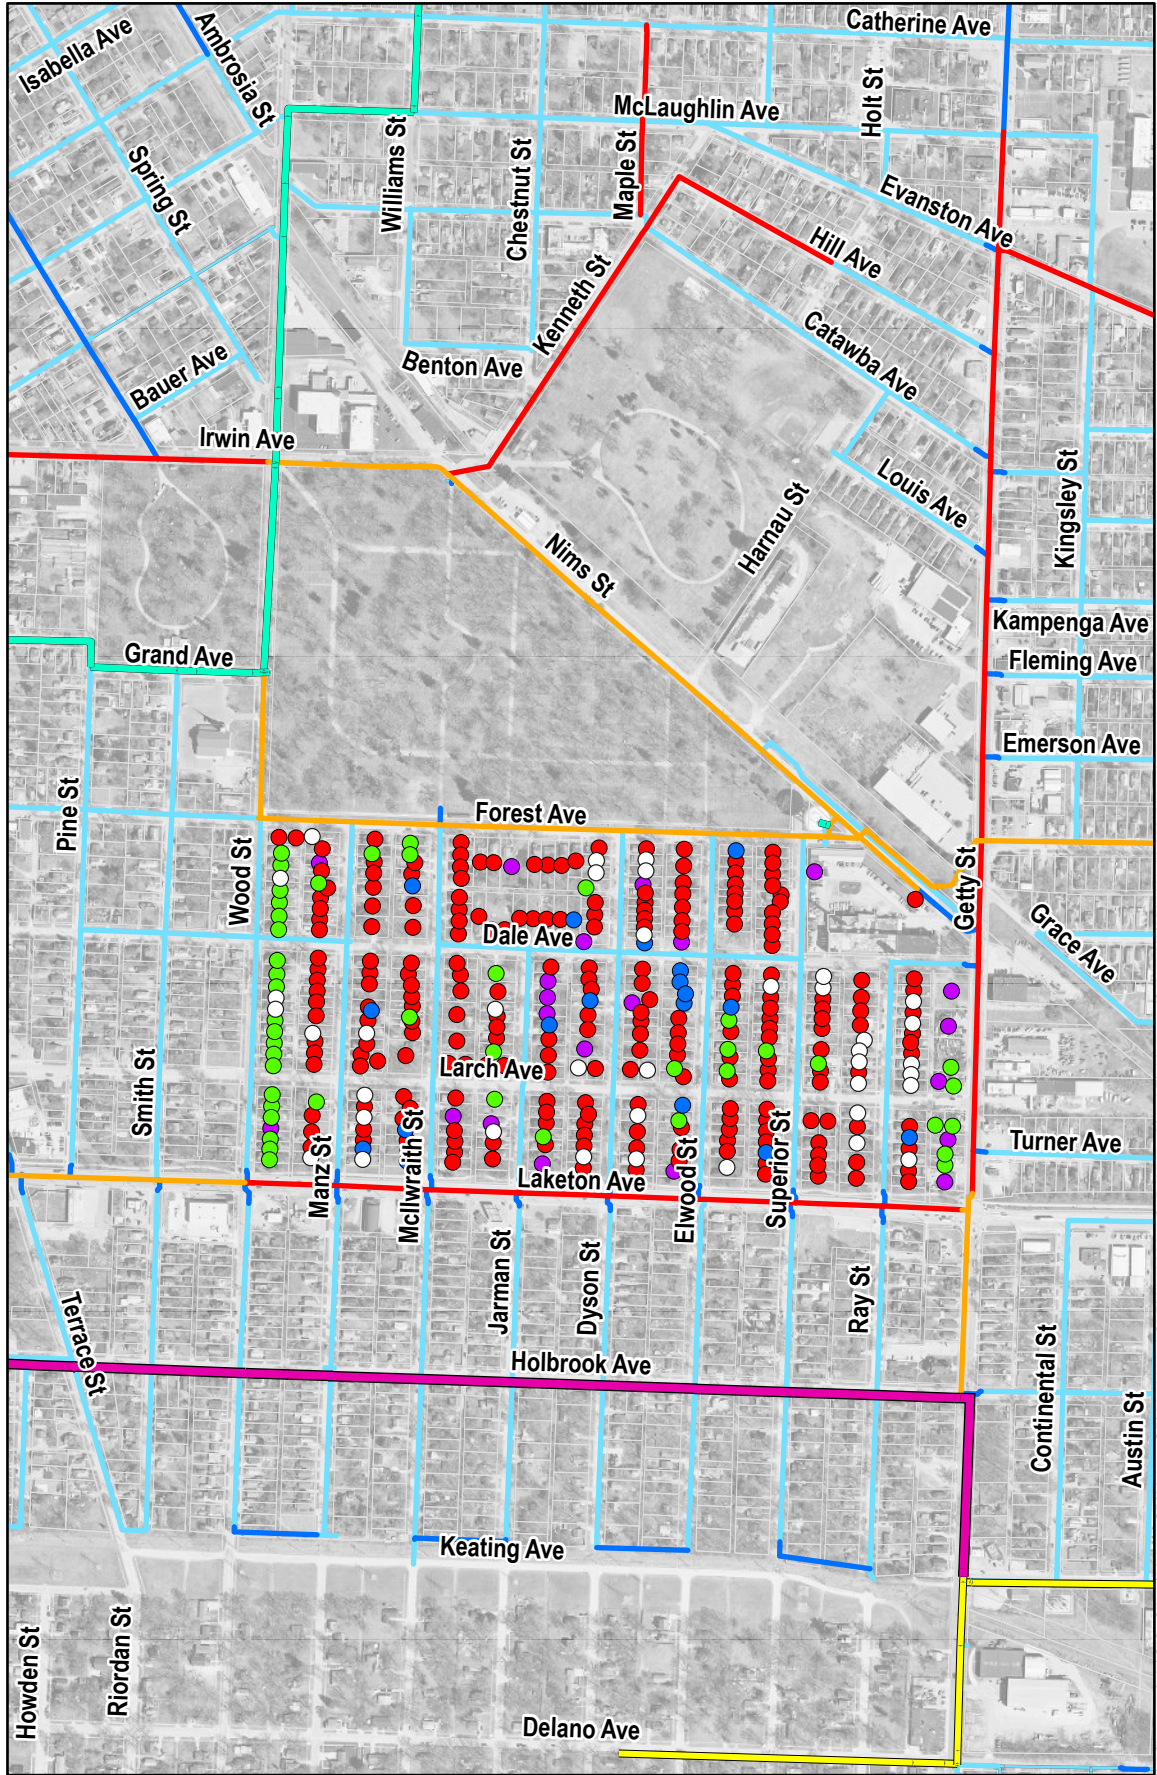 Catherine Ave
Isabella Ave
Ambrosia St
Holt St
McLaughlin Ave
Williams St
Chestnut St
Maple St
Spring St
Evanston Ave
Hill Ave
Kenneth St
Catawba Ave
Benton Ave
Bauer Ave
Irwin Ave
Louis Ave
Kingsley St
Harnau St
Nims St
Kampenga Ave
Grand Ave
Fleming Ave
Emerson Ave
Pine St
Forest Ave
Wood St
Getty St
Dale Ave
Grace Ave
Smith St
Larch Ave
Turner Ave
Manz St
McIlwraith St
Laketon Ave
Elwood St
Superior St
Jarman St
Dyson St
Ray St
Terrace St
Holbrook Ave
Continental St
Austin St
Keating Ave
Howden St
Riordan St
Delano Ave